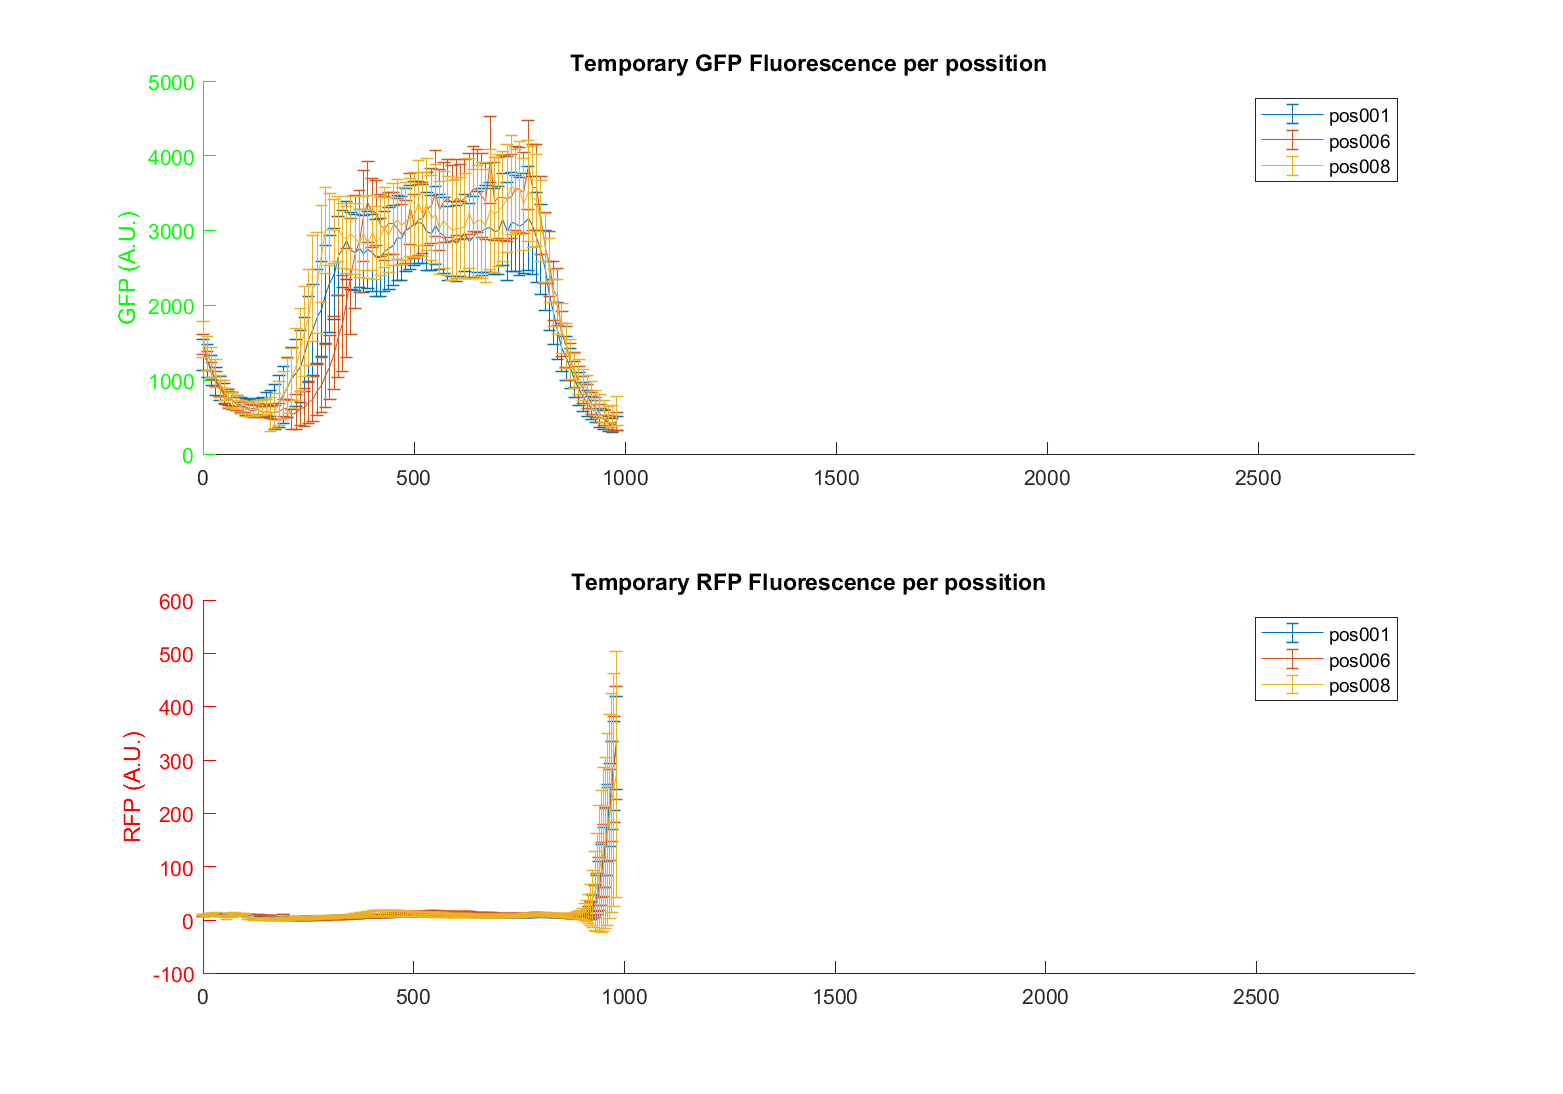 Temporary GFP Fluorescence per possition
5000
4000
3000
2000
1000
0
GFP (A.U.)
0 500 1000 1500 2000 2500
pos001
pos006
pos008
Temporary RFP Fluorescence per possition
600
500
400
300
200
100
0
-100
RFP (A.U.)
0 500 1000 1500 2000 2500
pos001
pos006
pos008